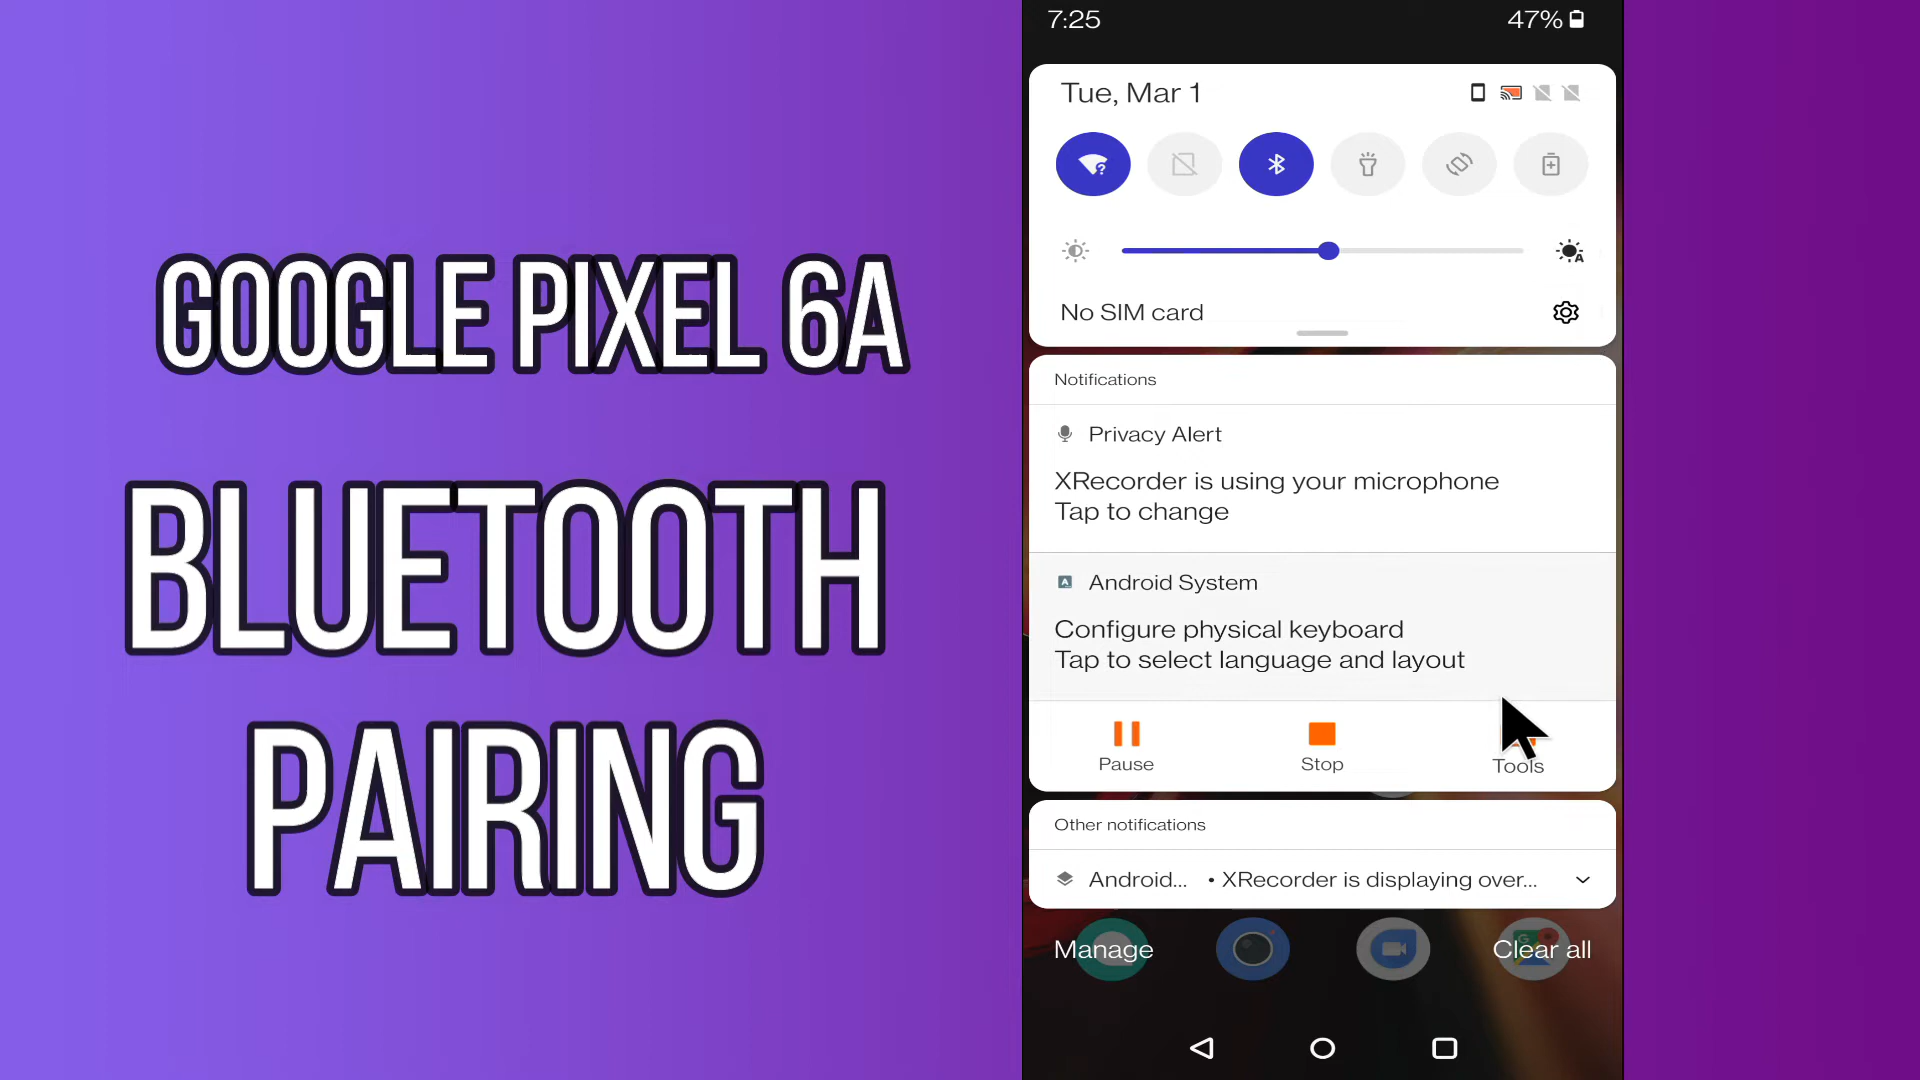 GOOGLE PIXEL 6A
BLUETOOTH
PAIRING
7:25
47%
Tue, Mar 1
No SIM card
Notifications
Privacy Alert
XRecorder is using your microphone
Tap to change
Android System
Configure physical keyboard
Tap to select language and layout
Pause
Stop
Tools
Other notifications
Android... • XRecorder is displaying over...
Manage
Clear all